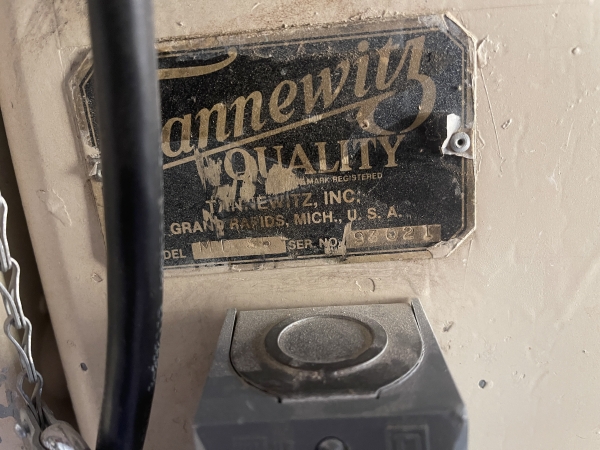 annewitz
QUALITY
MARK REGISTERED
TANNEWITZ, INC.
GRAND RAPIDS, MICH., U. S. A.
DEL SER NO.